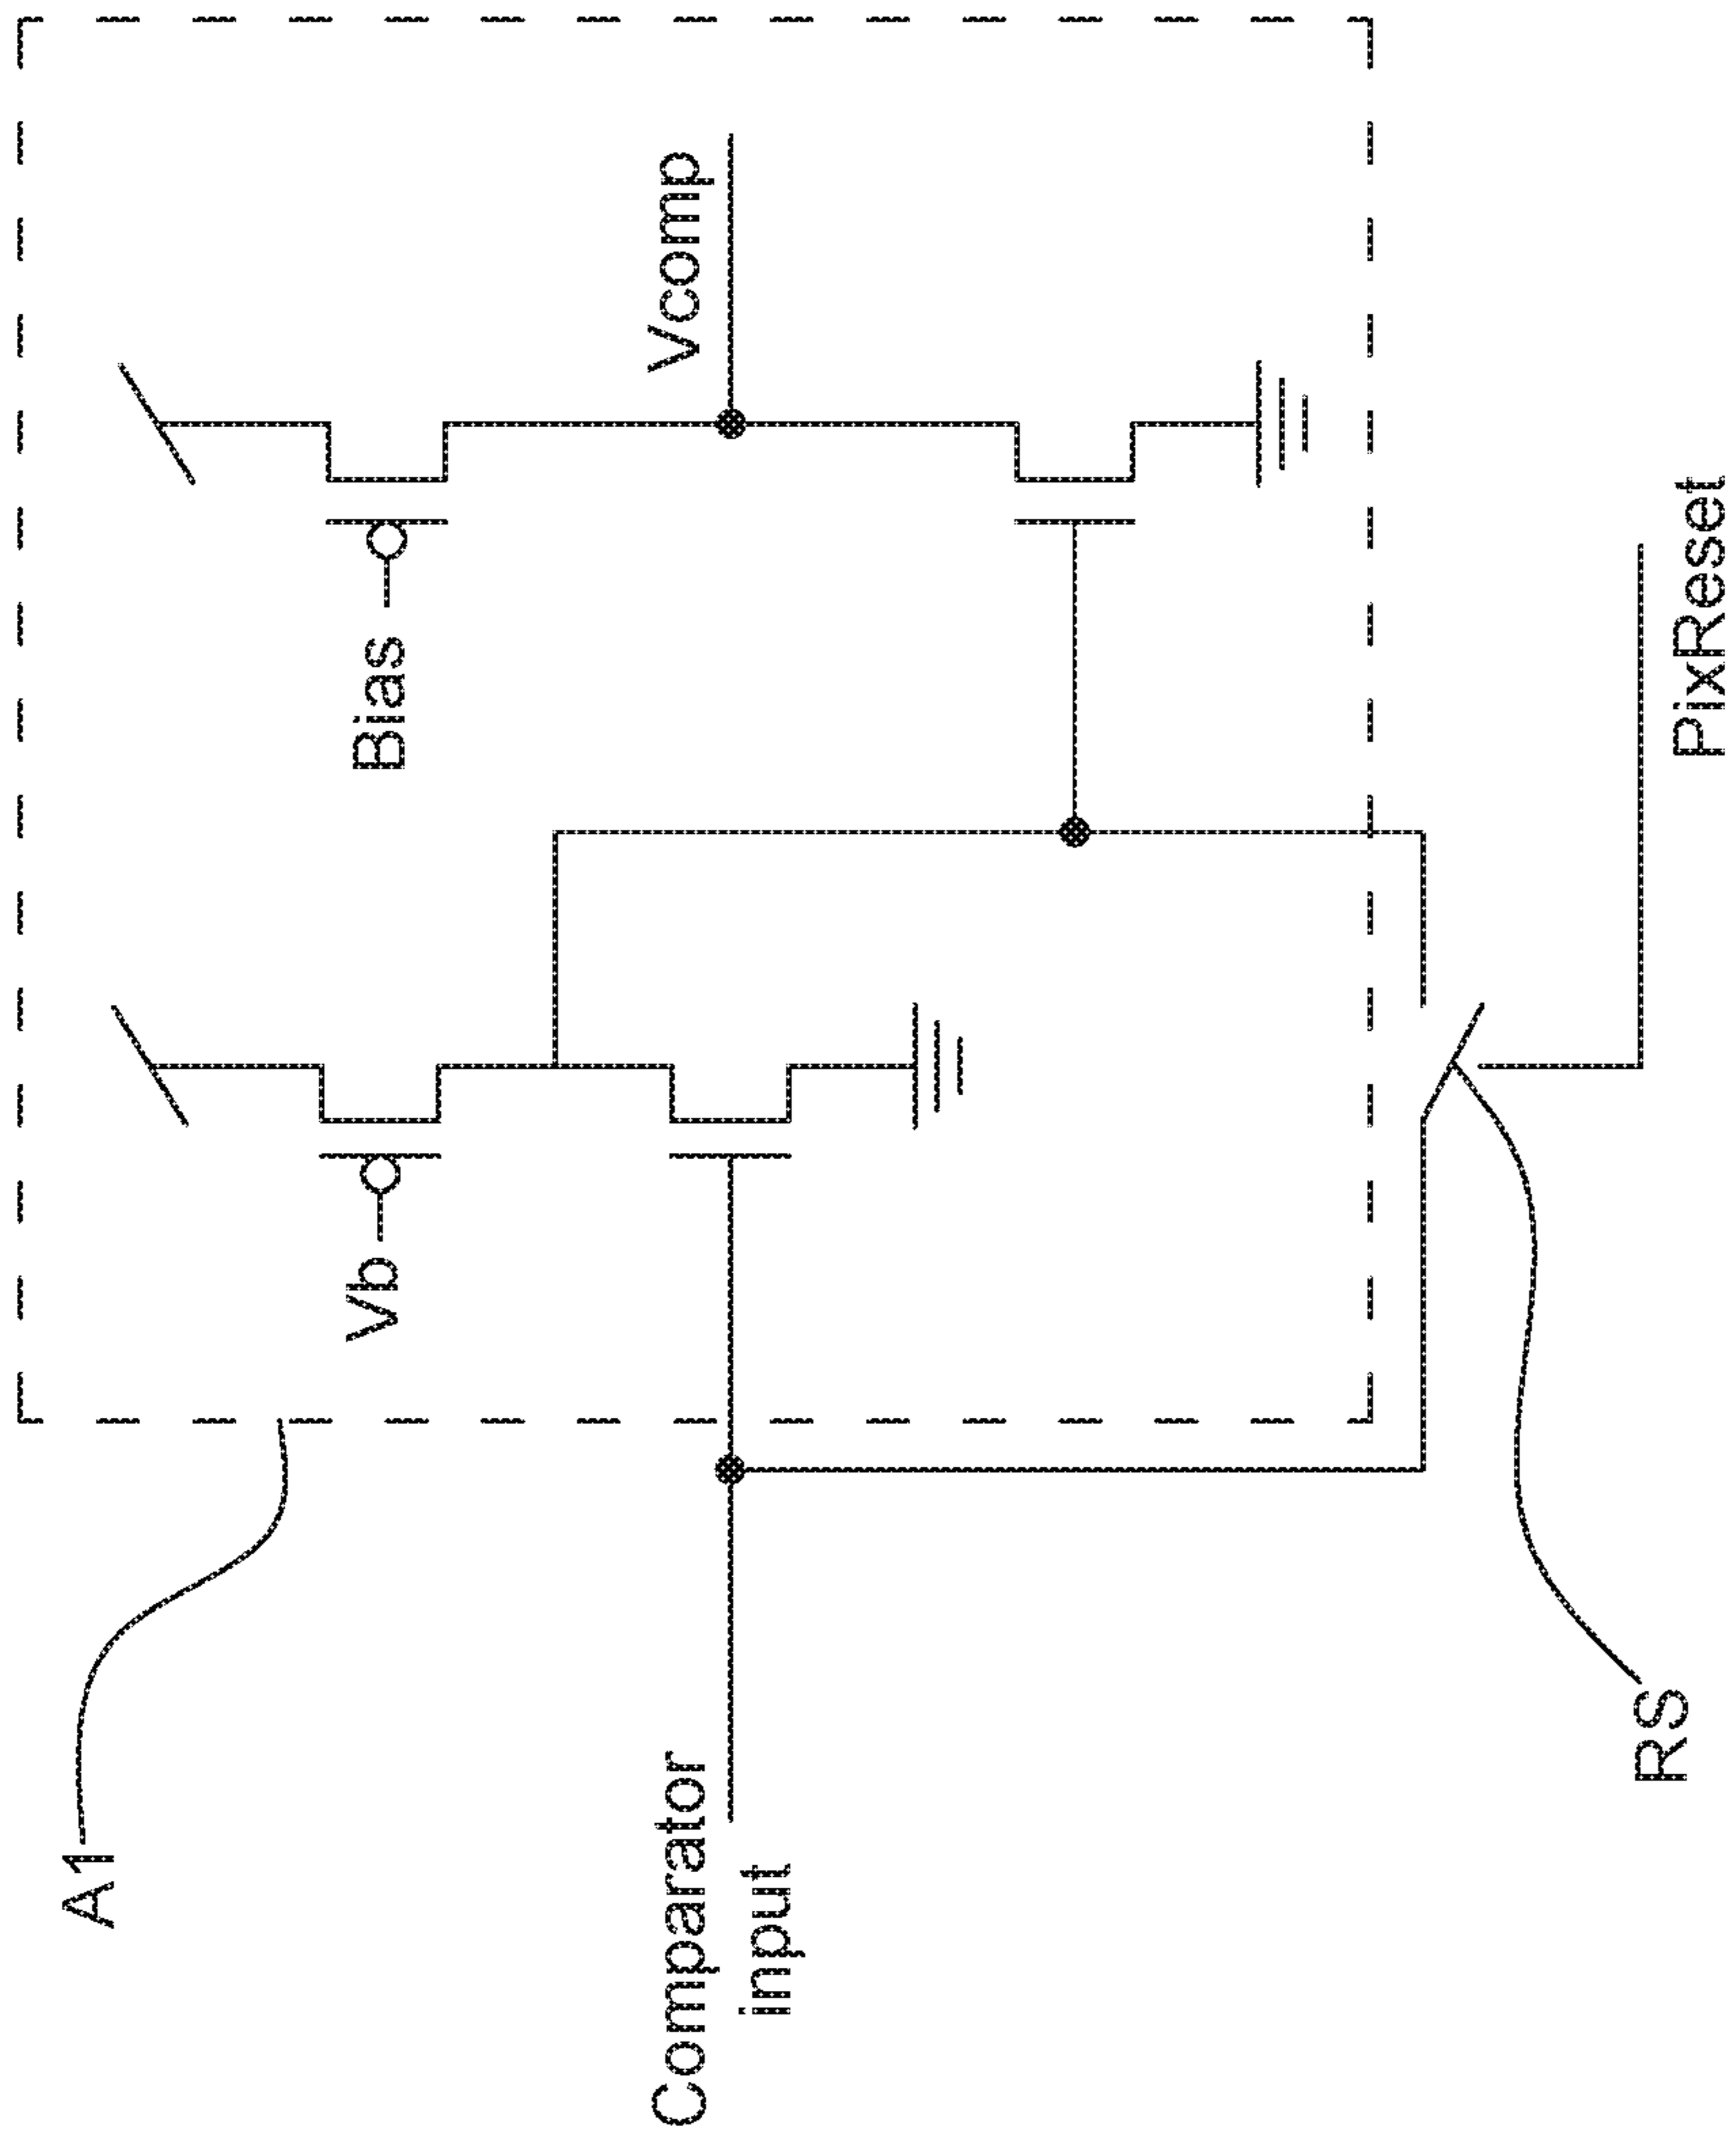 A1
Comparator
input
Vb
Bias
Vcomp
RS
PixReset